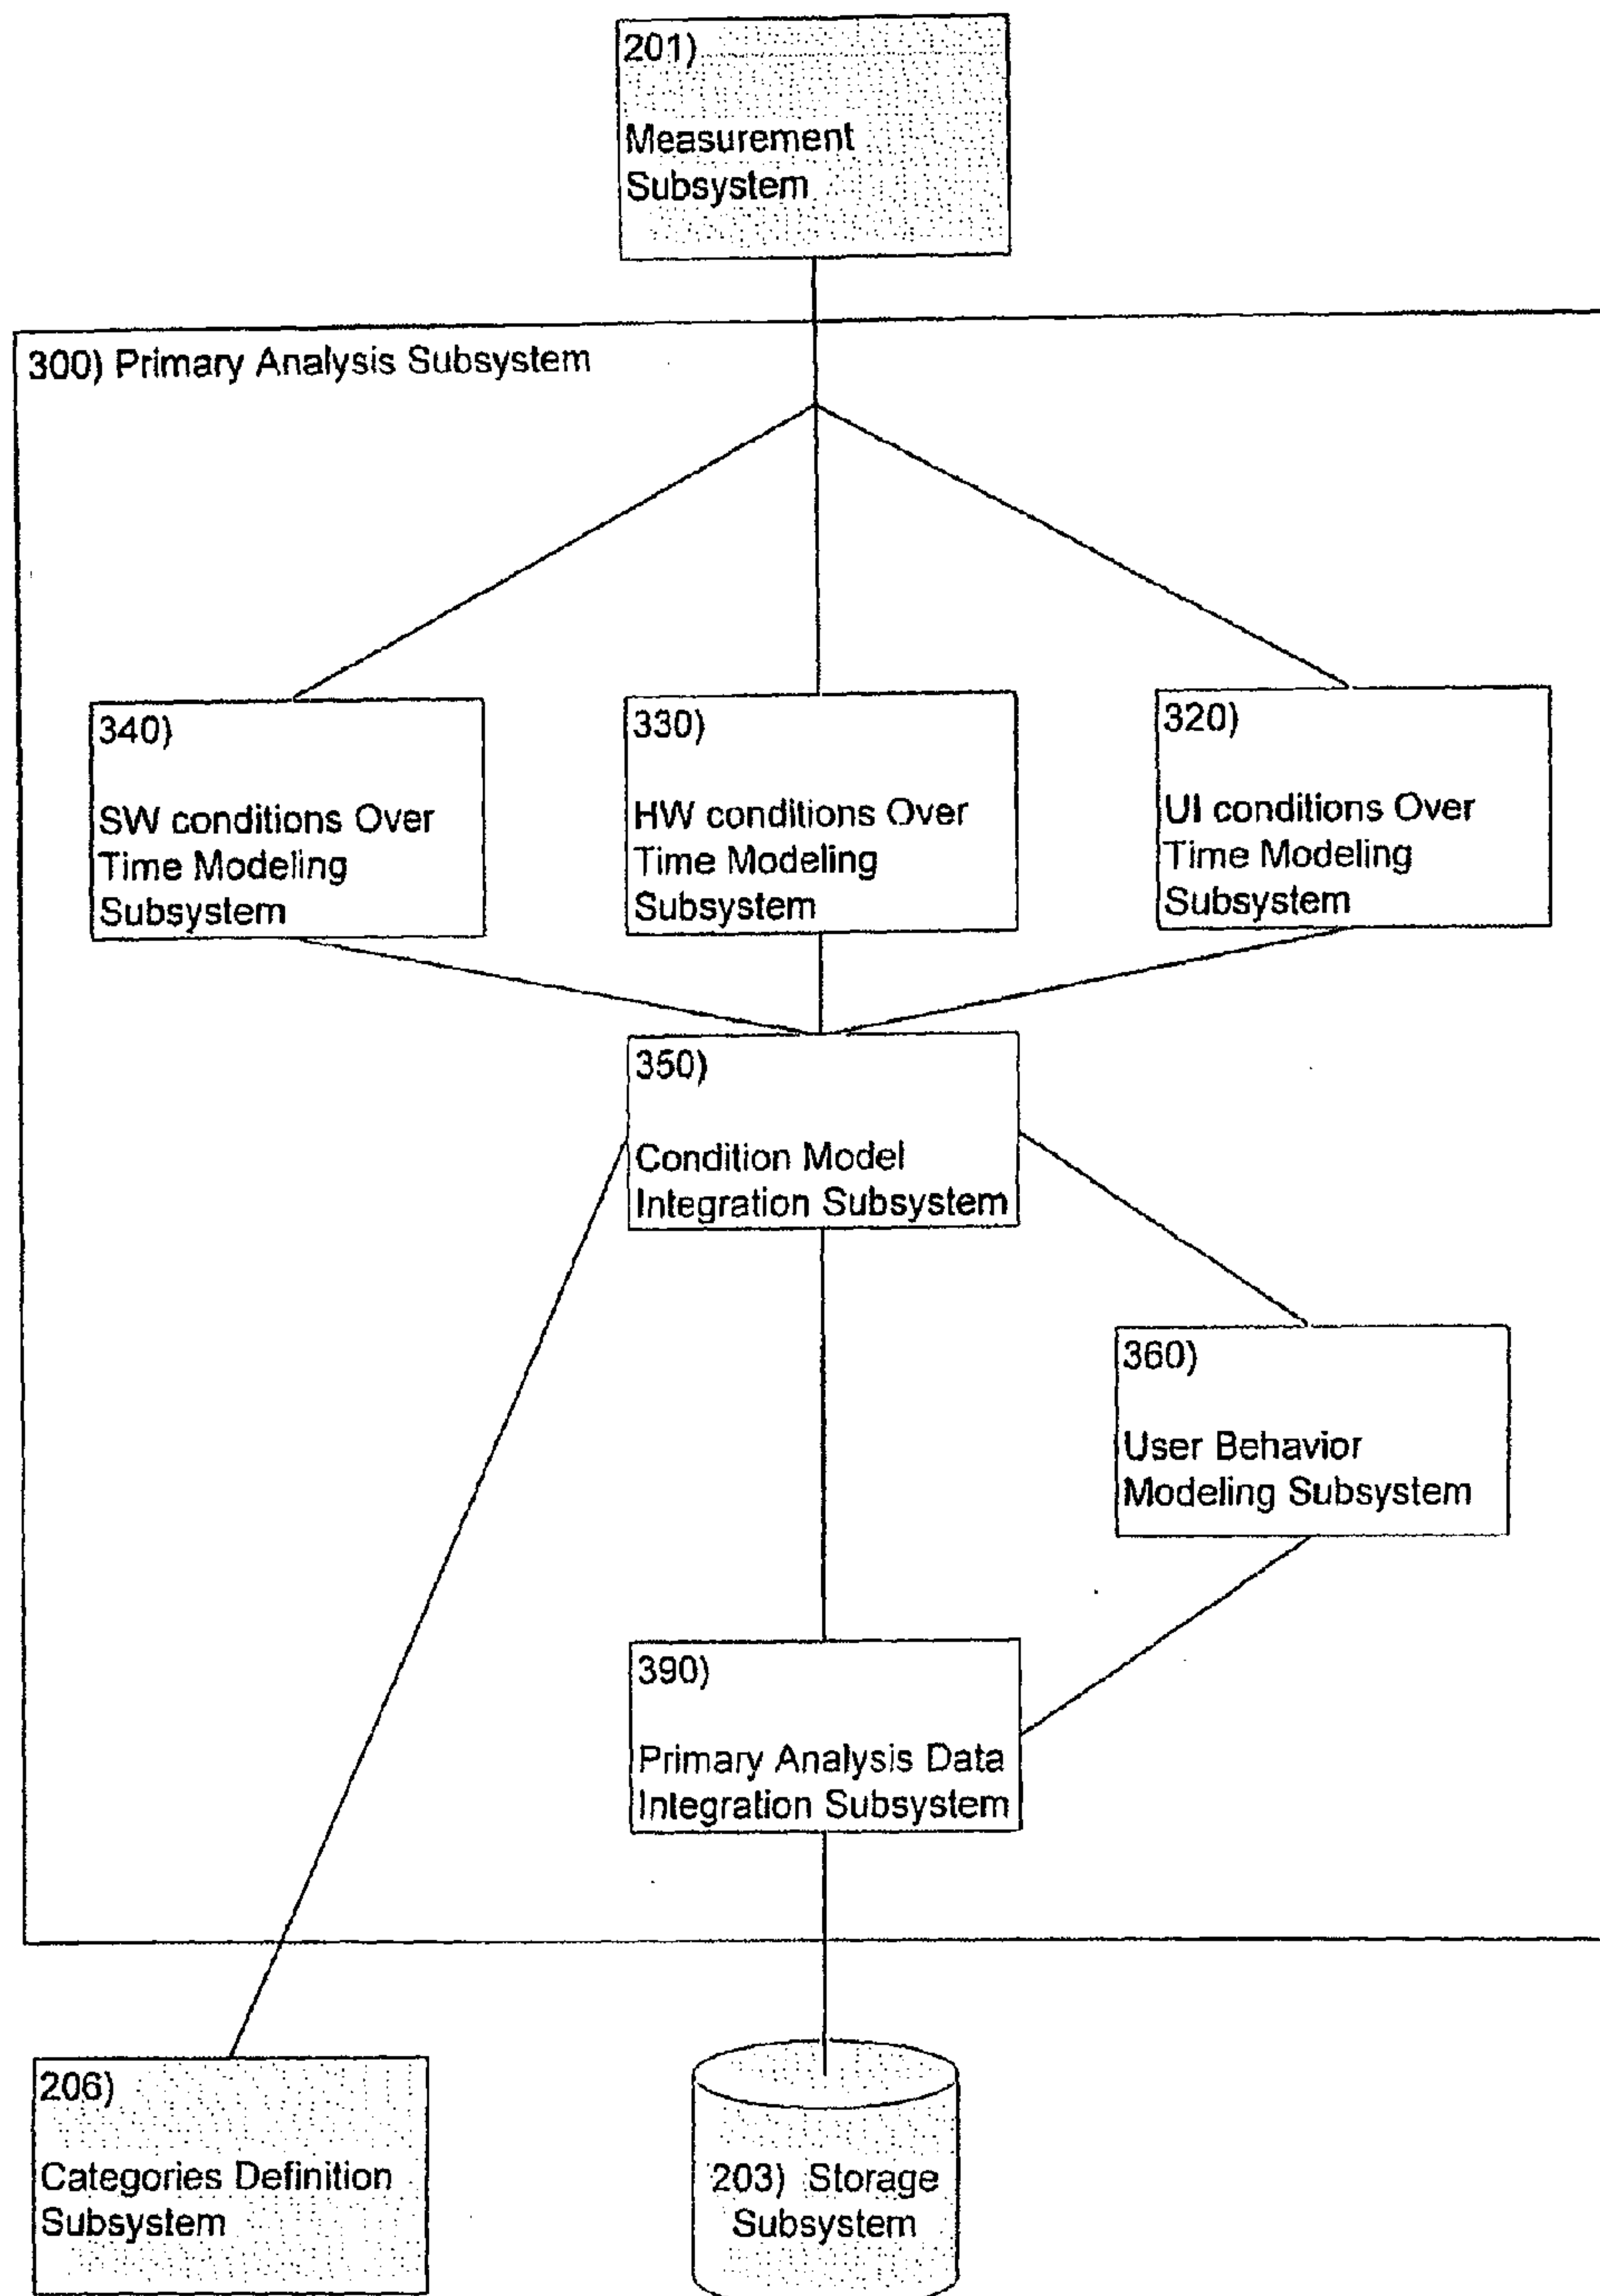 201)
Measurement
Subsystem
300) Primary Analysis Subsystem
340)
SW conditions Over
Time Modeling
Subsystem
330)
HW conditions Over
Time Modeling
Subsystem
320)
UI conditions Over
Time Modeling
Subsystem
350)
Condition Model
Integration Subsystem
360)
User Behavior
Modeling Subsystem
390)
Primary Analysis Data
Integration Subsystem
206)
Categories Definition
Subsystem
203) Storage
Subsystem